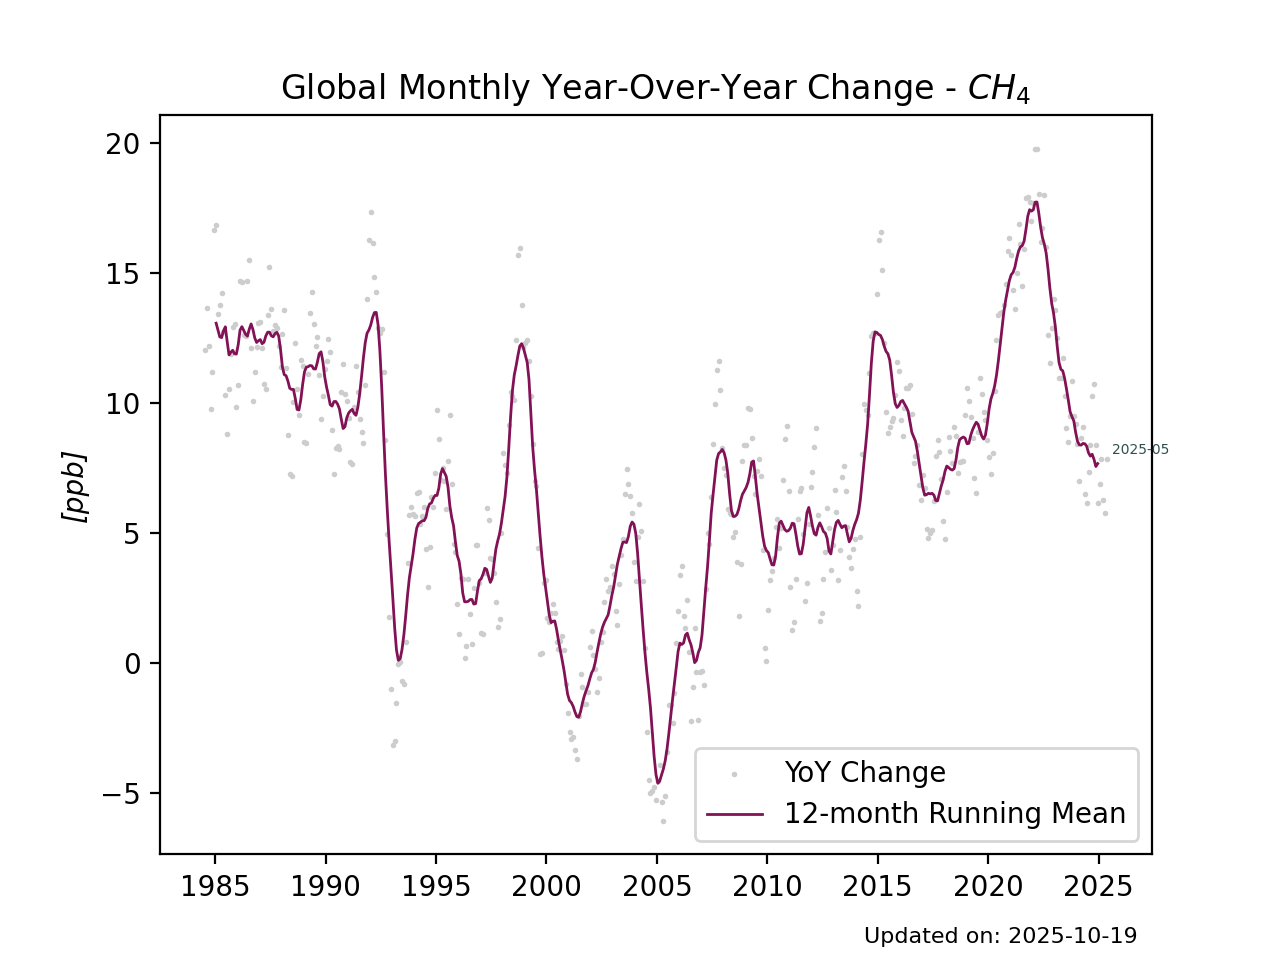 Global Monthly Year-Over-Year Change - CH₄
20
15
10
5
0
−5
[ppb]
2025-05
YoY Change
12-month Running Mean
1985 1990 1995 2000 2005 2010 2015 2020 2025
Updated on: 2025-10-19